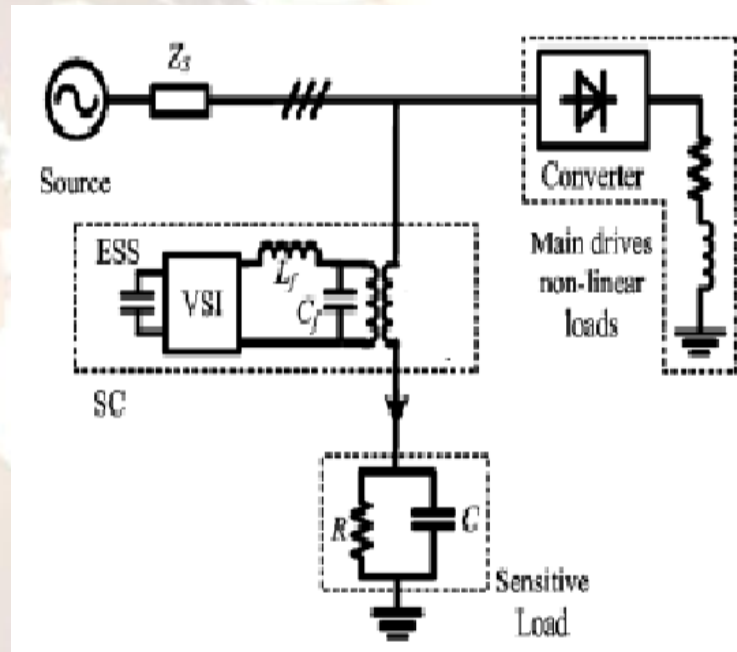 Zs
Source
Converter
ESS
VSI
Lf
Cf
Main drives
non-linear
loads
SC
R
C
Sensitive
Load